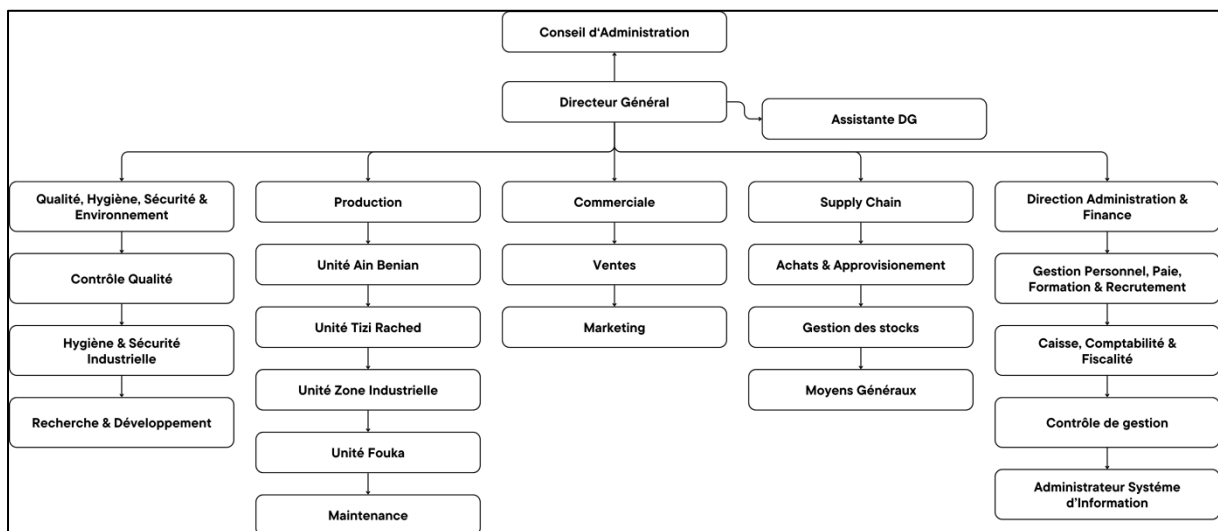 Conseil d'Administration
Directeur Général
Assistante DG
Qualité, Hygiène, Sécurité &
Environnement
Contrôle Qualité
Hygiène & Sécurité
Industrielle
Recherche & Développement
Production
Unité Ain Benian
Unité Tizi Rached
Unité Zone Industrielle
Unité Fouka
Maintenance
Commerciale
Ventes
Marketing
Supply Chain
Achats & Approvisionement
Gestion des stocks
Moyens Généraux
Direction Administration &
Finance
Gestion Personnel, Paie,
Formation & Recrutement
Caisse, Comptabilité &
Fiscalité
Contrôle de gestion
Administrateur Systéme
d'Information